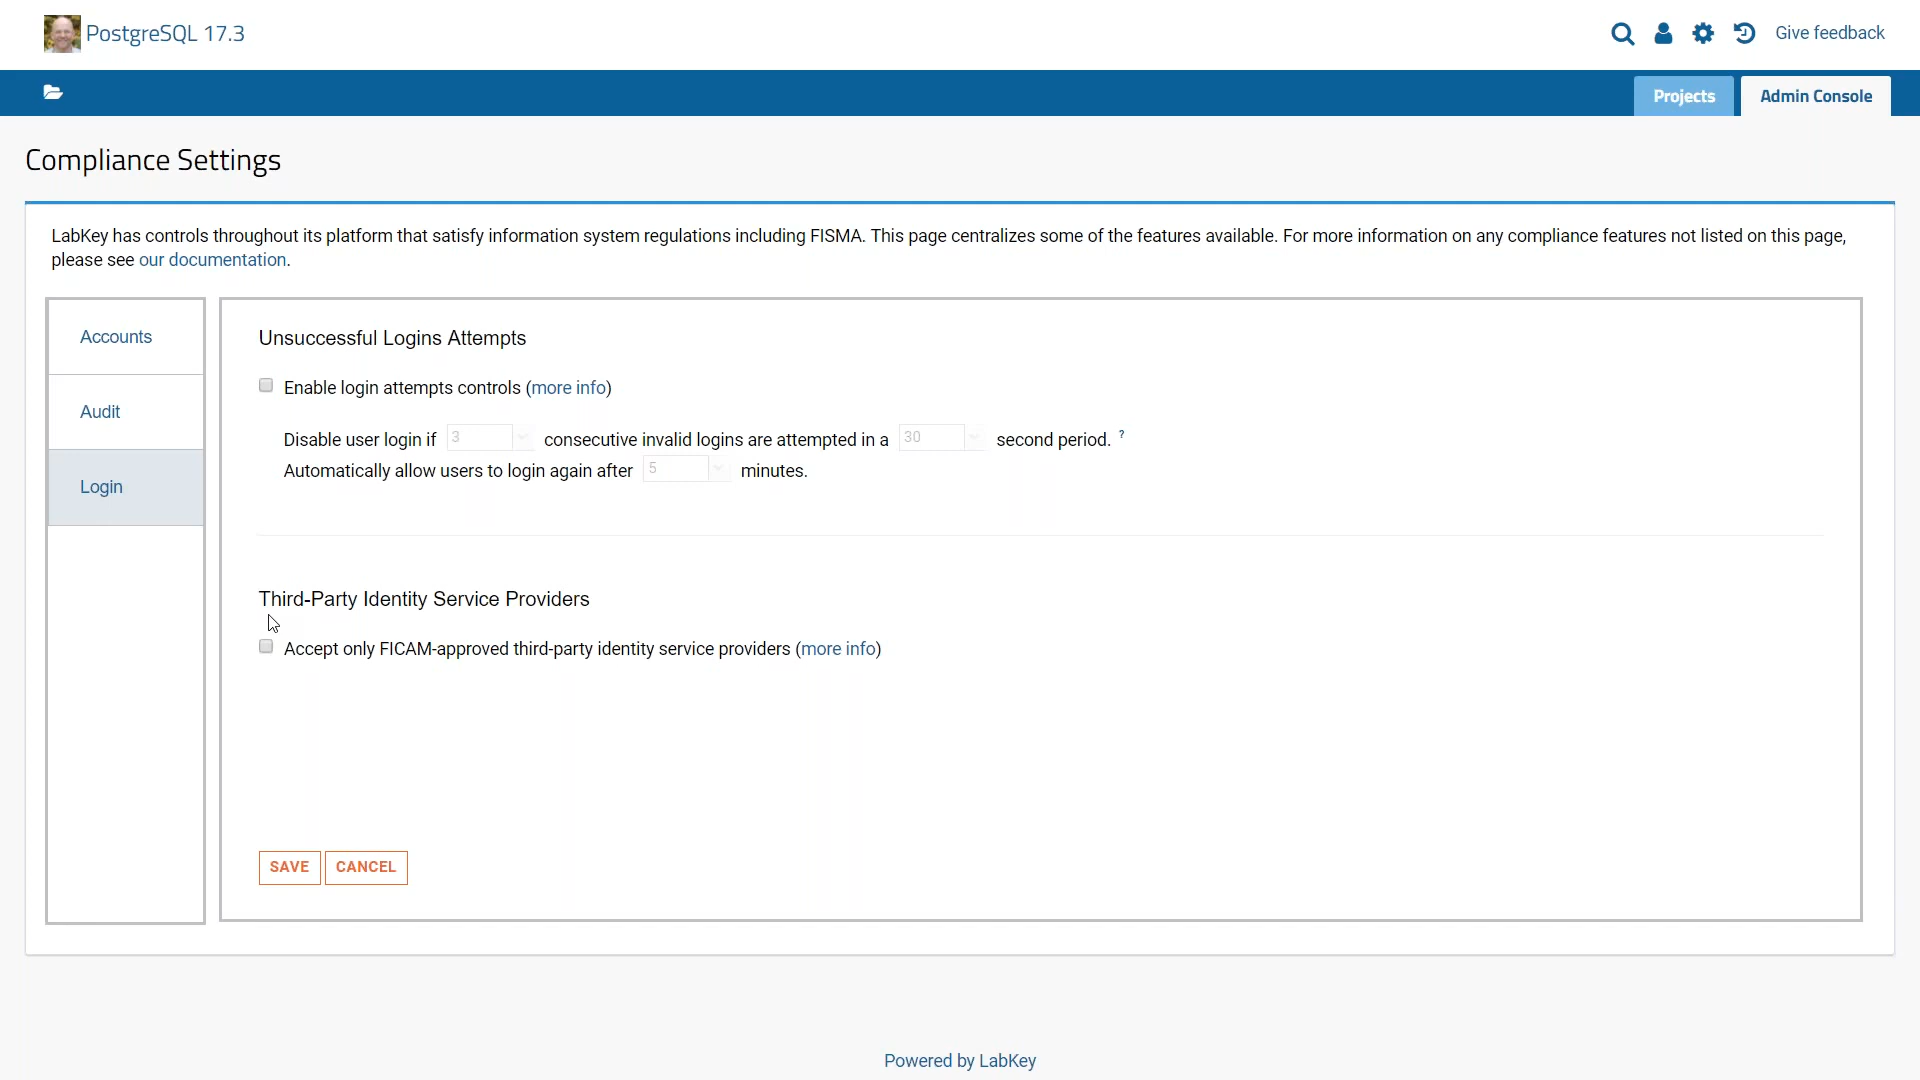 PostgreSQL 17.3
Give feedback
Projects
Admin Console
Compliance Settings
LabKey has controls throughout its platform that satisfy information system regulations including FISMA. This page centralizes some of the features available. For more information on any compliance features not listed on this page,
please see our documentation.
Accounts
Audit
Login
Unsuccessful Logins Attempts
Enable login attempts controls (more info)
Disable user login if 3 consecutive invalid logins are attempted in a 30 second period. ?
Automatically allow users to login again after 5 minutes.
Third-Party Identity Service Providers
Accept only FICAM-approved third-party identity service providers (more info)
SAVE CANCEL
Powered by LabKey